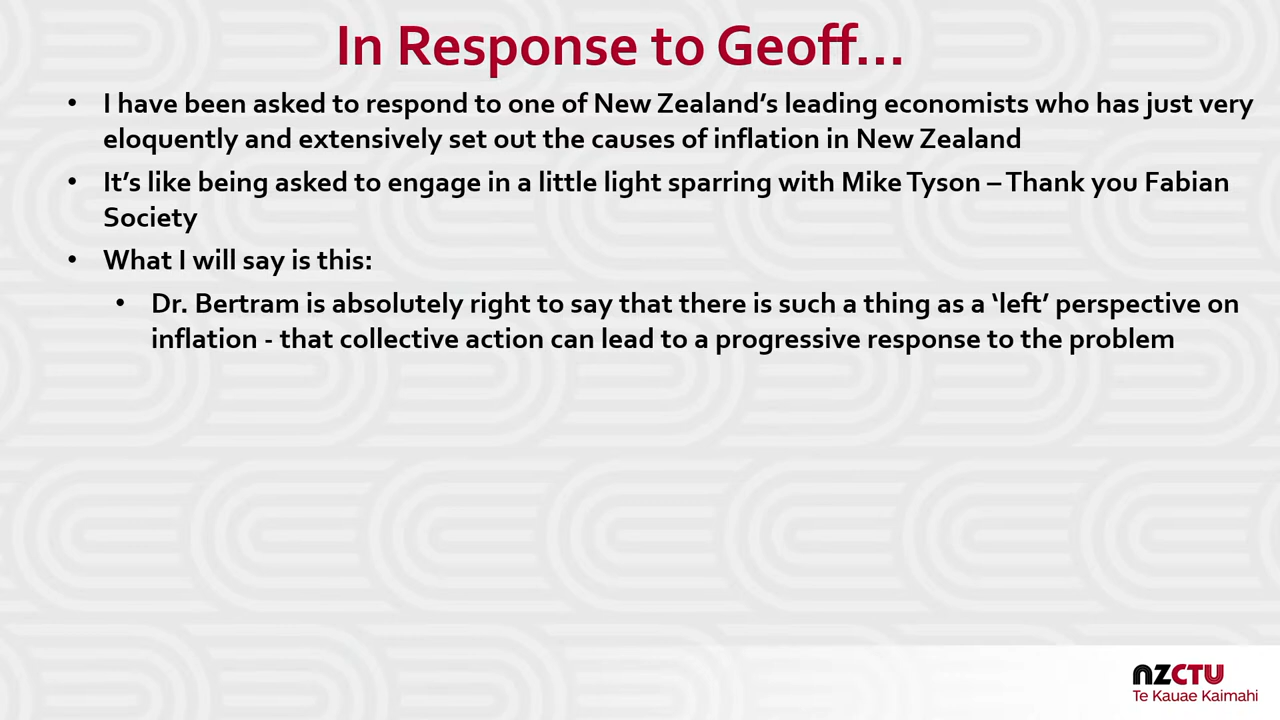 In Response to Geoff...
• I have been asked to respond to one of New Zealand’s leading economists who has just very
eloquently and extensively set out the causes of inflation in New Zealand
• It’s like being asked to engage in a little light sparring with Mike Tyson – Thank you Fabian
Society
• What I will say is this:
• Dr. Bertram is absolutely right to say that there is such a thing as a ‘left’ perspective on
inflation - that collective action can lead to a progressive response to the problem
NZCTU
Te Kauae Kaimahi